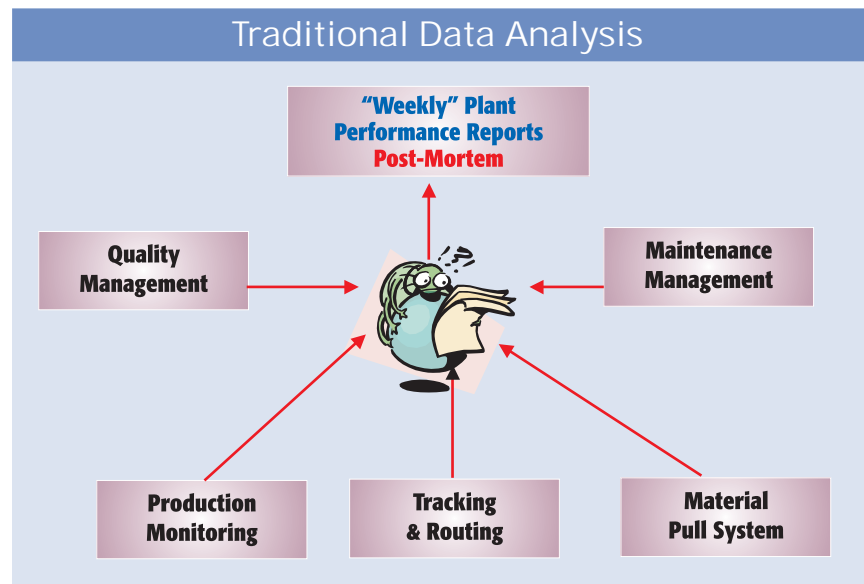 Traditional Data Analysis
“Weekly” Plant
Performance Reports
Post-Mortem
Quality
Management
Maintenance
Management
! ? ?
Production
Monitoring
Tracking
& Routing
Material
Pull System